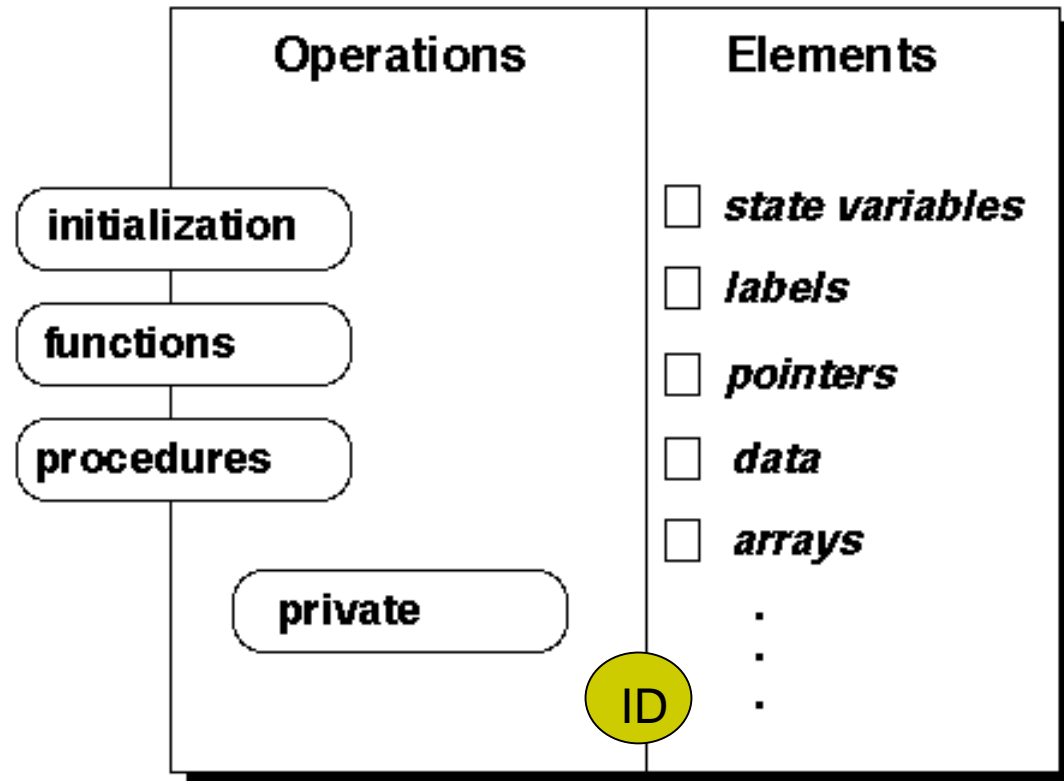 Operations
Elements
initialization
functions
procedures
private
state variables
labels
pointers
data
arrays
.
.
.
ID